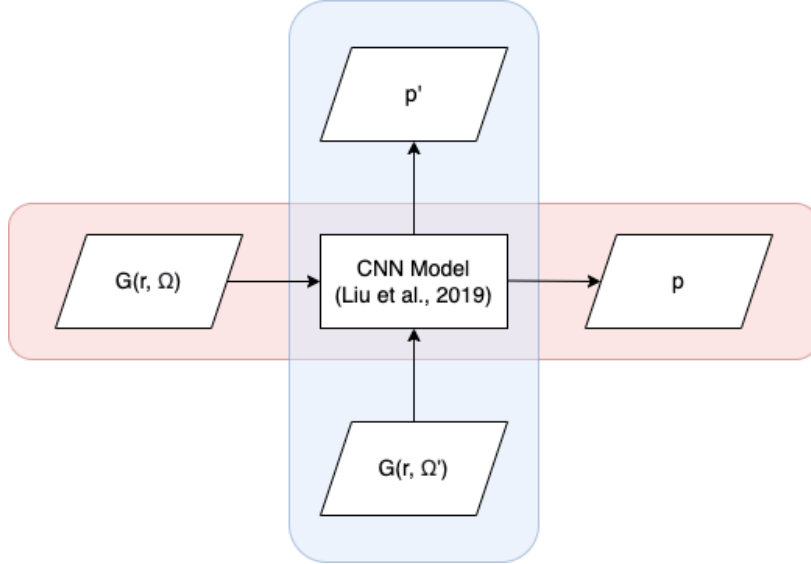 p'
G(r, Ω)
CNN Model
(Liu et al., 2019)
p
G(r, Ω')